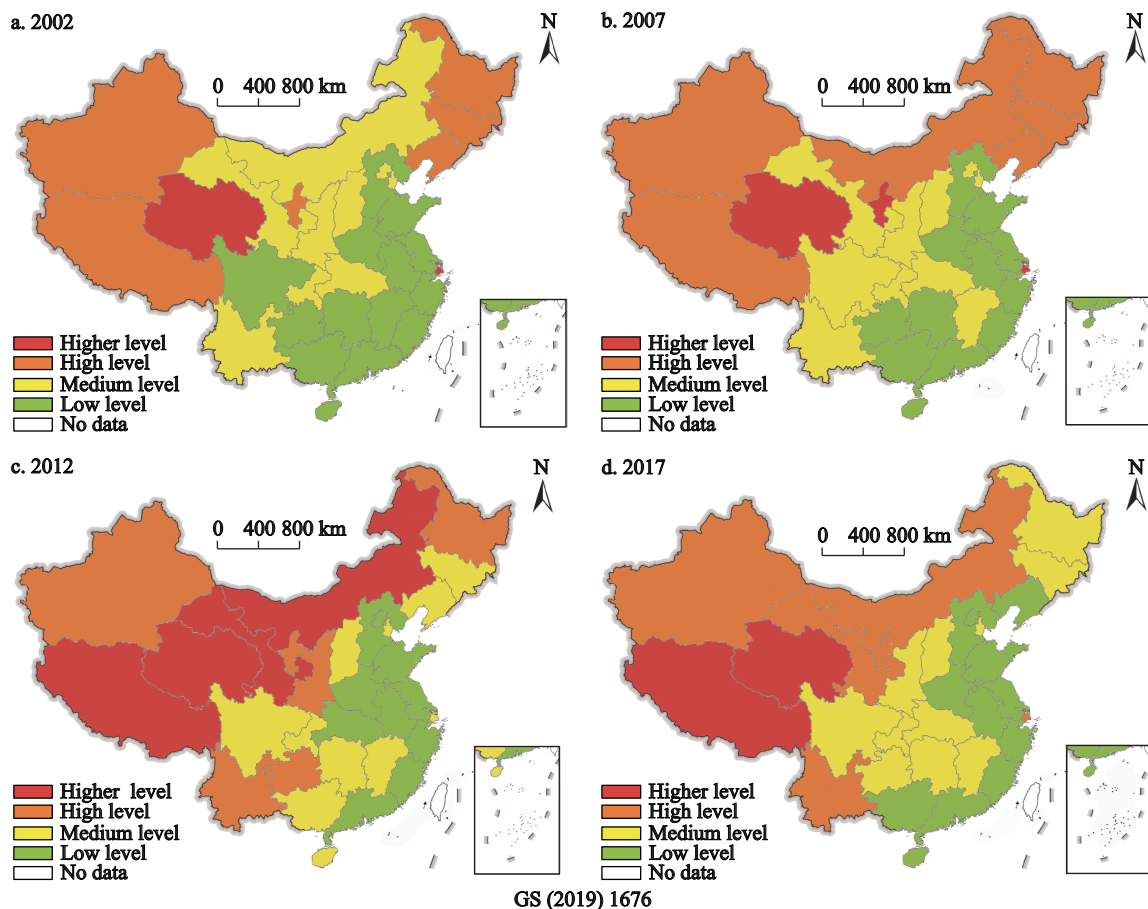 a. 2002
N
0 400 800 km
Higher level
High level
Medium level
Low level
No data
b. 2007
N
0 400 800 km
Higher level
High level
Medium level
Low level
No data
c. 2012
N
0 400 800 km
Higher level
High level
Medium level
Low level
No data
d. 2017
N
0 400 800 km
Higher level
High level
Medium level
Low level
No data
GS (2019) 1676